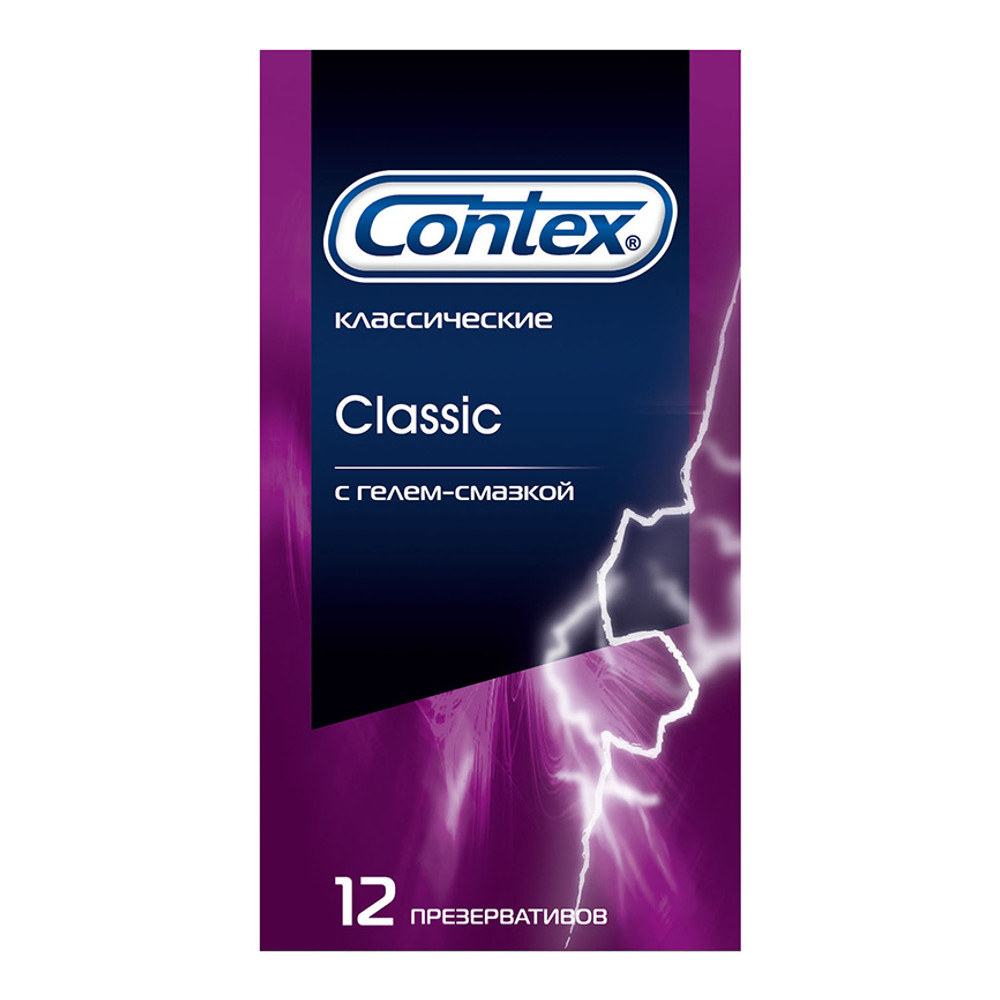 Contex®
классические
Classic
с гелем-смазкой
12 презервативов